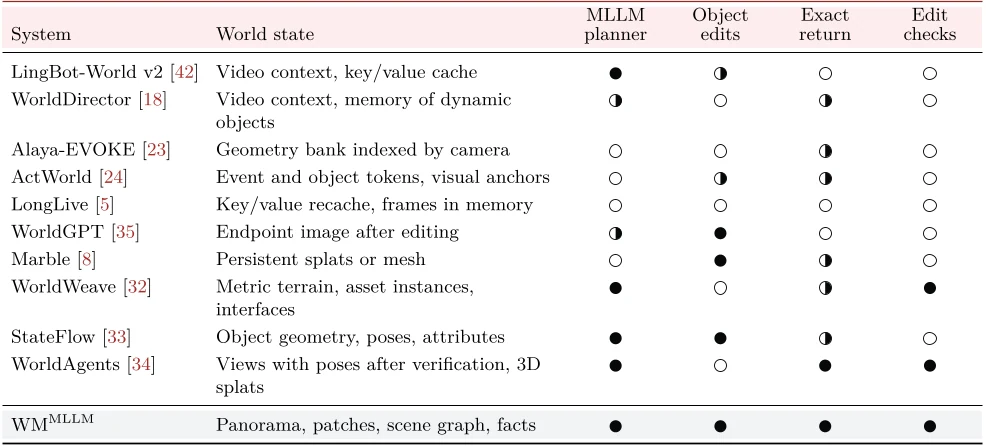 System World state MLLM planner Object edits Exact return Edit checks
LingBot-World v2 [42] Video context, key/value cache ● ◑ ○ ○
WorldDirector [18] Video context, memory of dynamic objects ◑ ○ ◑ ○
Alaya-EVOKE [23] Geometry bank indexed by camera ○ ○ ◑ ○
ActWorld [24] Event and object tokens, visual anchors ○ ◑ ◑ ○
LongLive [5] Key/value recache, frames in memory ○ ○ ○ ○
WorldGPT [35] Endpoint image after editing ◑ ● ○ ○
Marble [8] Persistent splats or mesh ○ ● ◑ ○
WorldWeave [32] Metric terrain, asset instances, interfaces ● ○ ◑ ●
StateFlow [33] Object geometry, poses, attributes ● ● ◑ ○
WorldAgents [34] Views with poses after verification, 3D splats ● ○ ● ●
WM^MLLM Panorama, patches, scene graph, facts ● ● ● ●